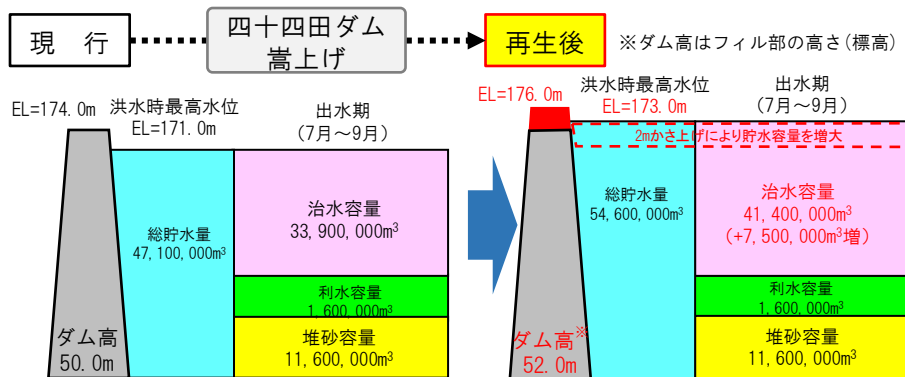 現　行
四十四田ダム
嵩上げ
再生後
※ダム高はフィル部の高さ(標高)
EL=174.0m
洪水時最高水位
EL=171.0m
出水期
(7月～9月)
総貯水量
47,100,000m³
治水容量
33,900,000m³
利水容量
1,600,000m³
堆砂容量
11,600,000m³
ダム高
50.0m
EL=176.0m
洪水時最高水位
EL=173.0m
出水期
(7月～9月)
2mかさ上げにより貯水容量を増大
総貯水量
54,600,000m³
治水容量
41,400,000m³
(+7,500,000m³増)
利水容量
1,600,000m³
堆砂容量
11,600,000m³
ダム高※
52.0m